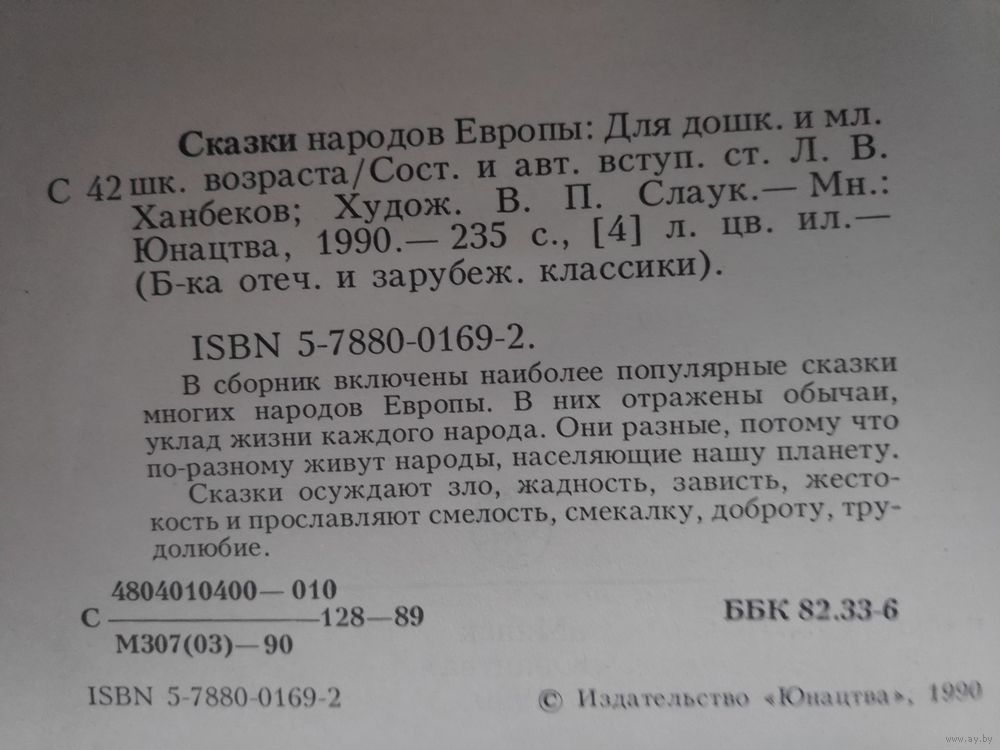 Сказки народов Европы: Для дошк. и мл.
С 42 шк. возраста/Сост. и авт. вступ. ст. Л. В.
Ханбеков; Худож. В. П. Слаук.— Мн.:
Юнацтва, 1990.— 235 с., [4] л. цв. ил.—
(Б-ка отеч. и зарубеж. классики).
ISBN 5-7880-0169-2.
В сборник включены наиболее популярные сказки
многих народов Европы. В них отражены обычаи,
уклад жизни каждого народа. Они разные, потому что
по-разному живут народы, населяющие нашу планету.
Сказки осуждают зло, жадность, зависть, жесто-
кость и прославляют смелость, смекалку, доброту, тру-
долюбие.
4804010400—010
С 128—89
М307(03)—90
ББК 82.33-6
ISBN 5-7880-0169-2
© Издательство «Юнацтва», 1990
www.ay.by